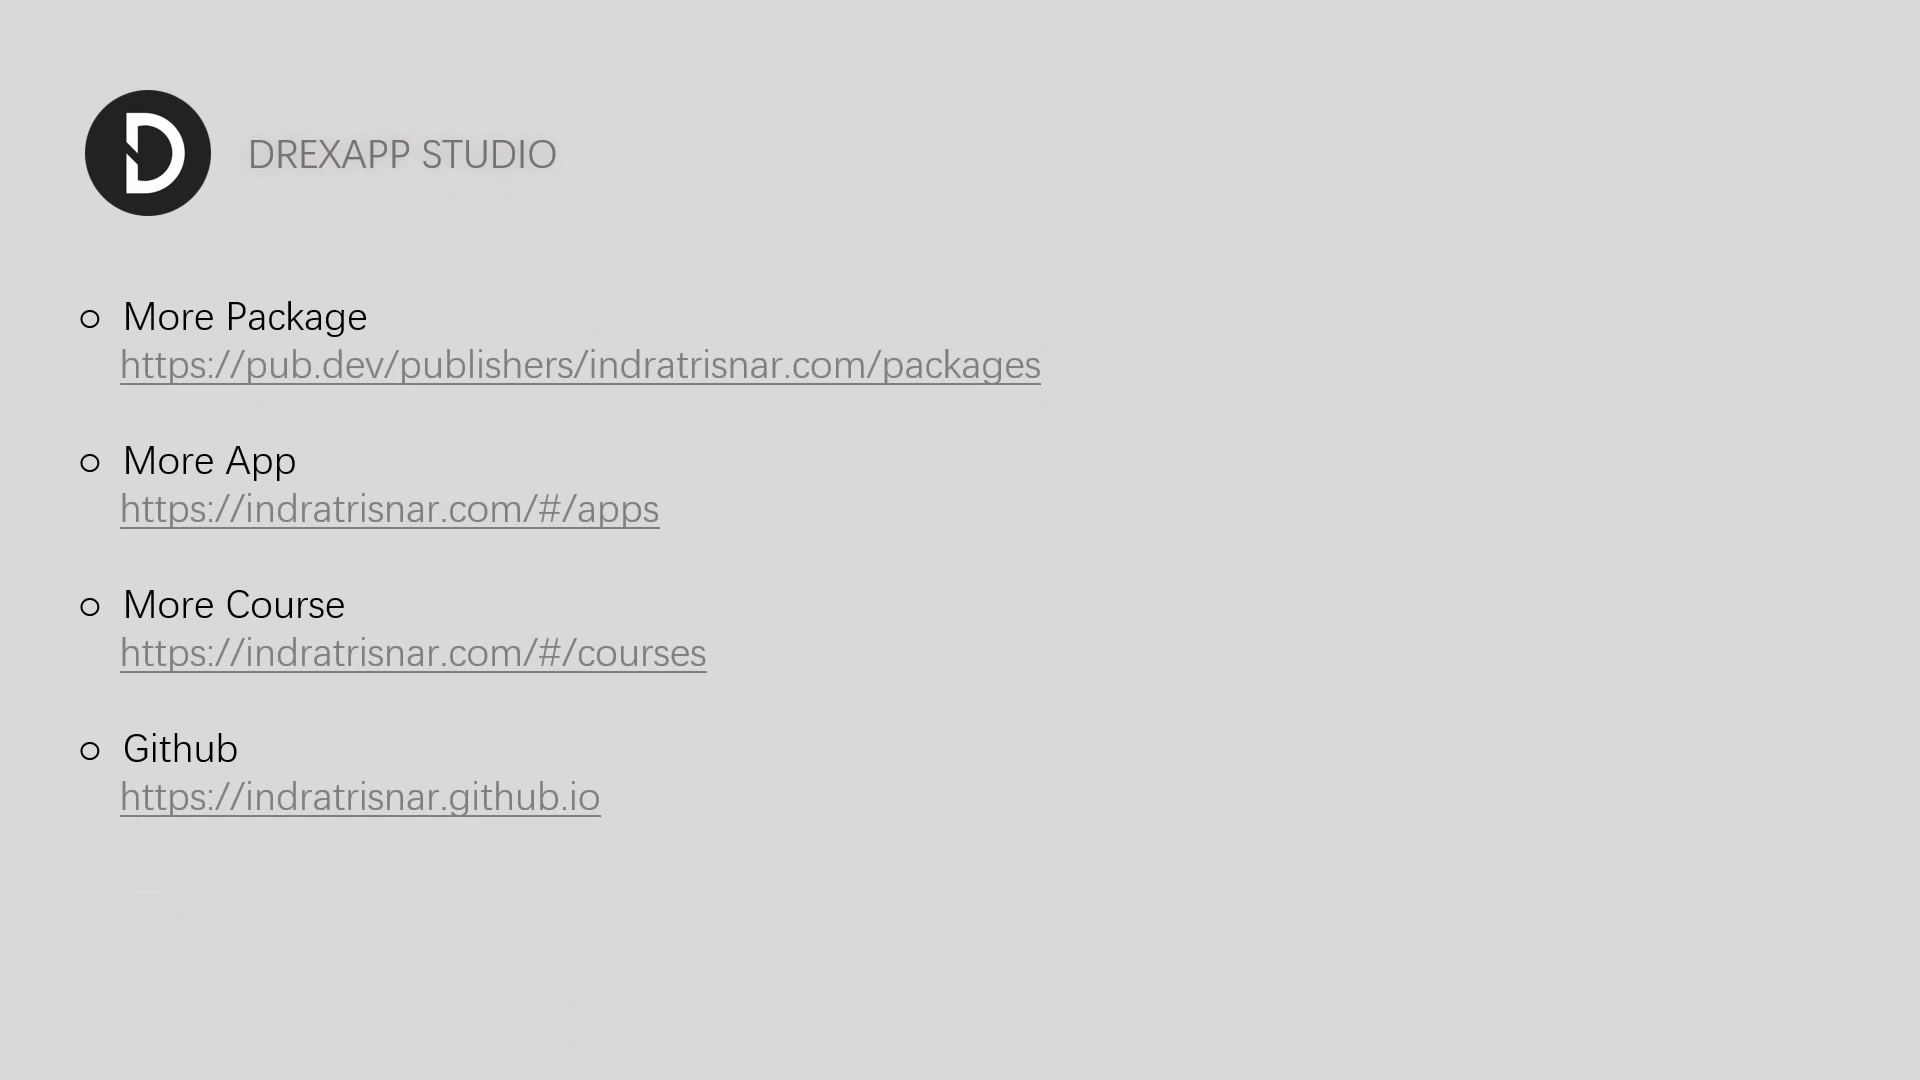 DREXAPP STUDIO
○ More Package
https://pub.dev/publishers/indratrisnar.com/packages
○ More App
https://indratrisnar.com/#/apps
○ More Course
https://indratrisnar.com/#/courses
○ Github
https://indratrisnar.github.io